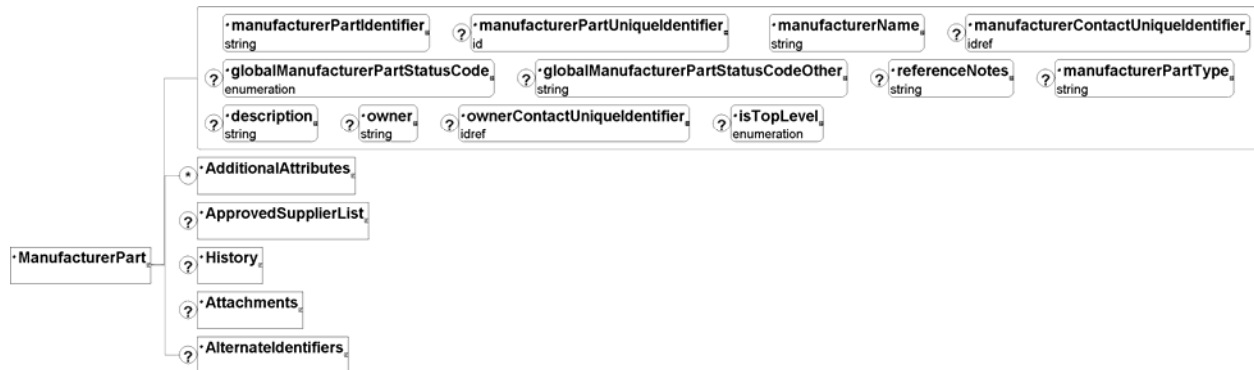 manufacturerPartIdentifier ? manufacturerPartUniqueIdentifier manufacturerName ? manufacturerContactUniqueIdentifier
string id string idref
? globalManufacturerPartStatusCode ? globalManufacturerPartStatusCodeOther ? referenceNotes ? manufacturerPartType
enumeration string string string
? description ? owner ? ownerContactUniqueIdentifier ? isTopLevel
string string idref enumeration
* AdditionalAttributes
? ApprovedSupplierList
ManufacturerPart
? History
? Attachments
? AlternateIdentifiers